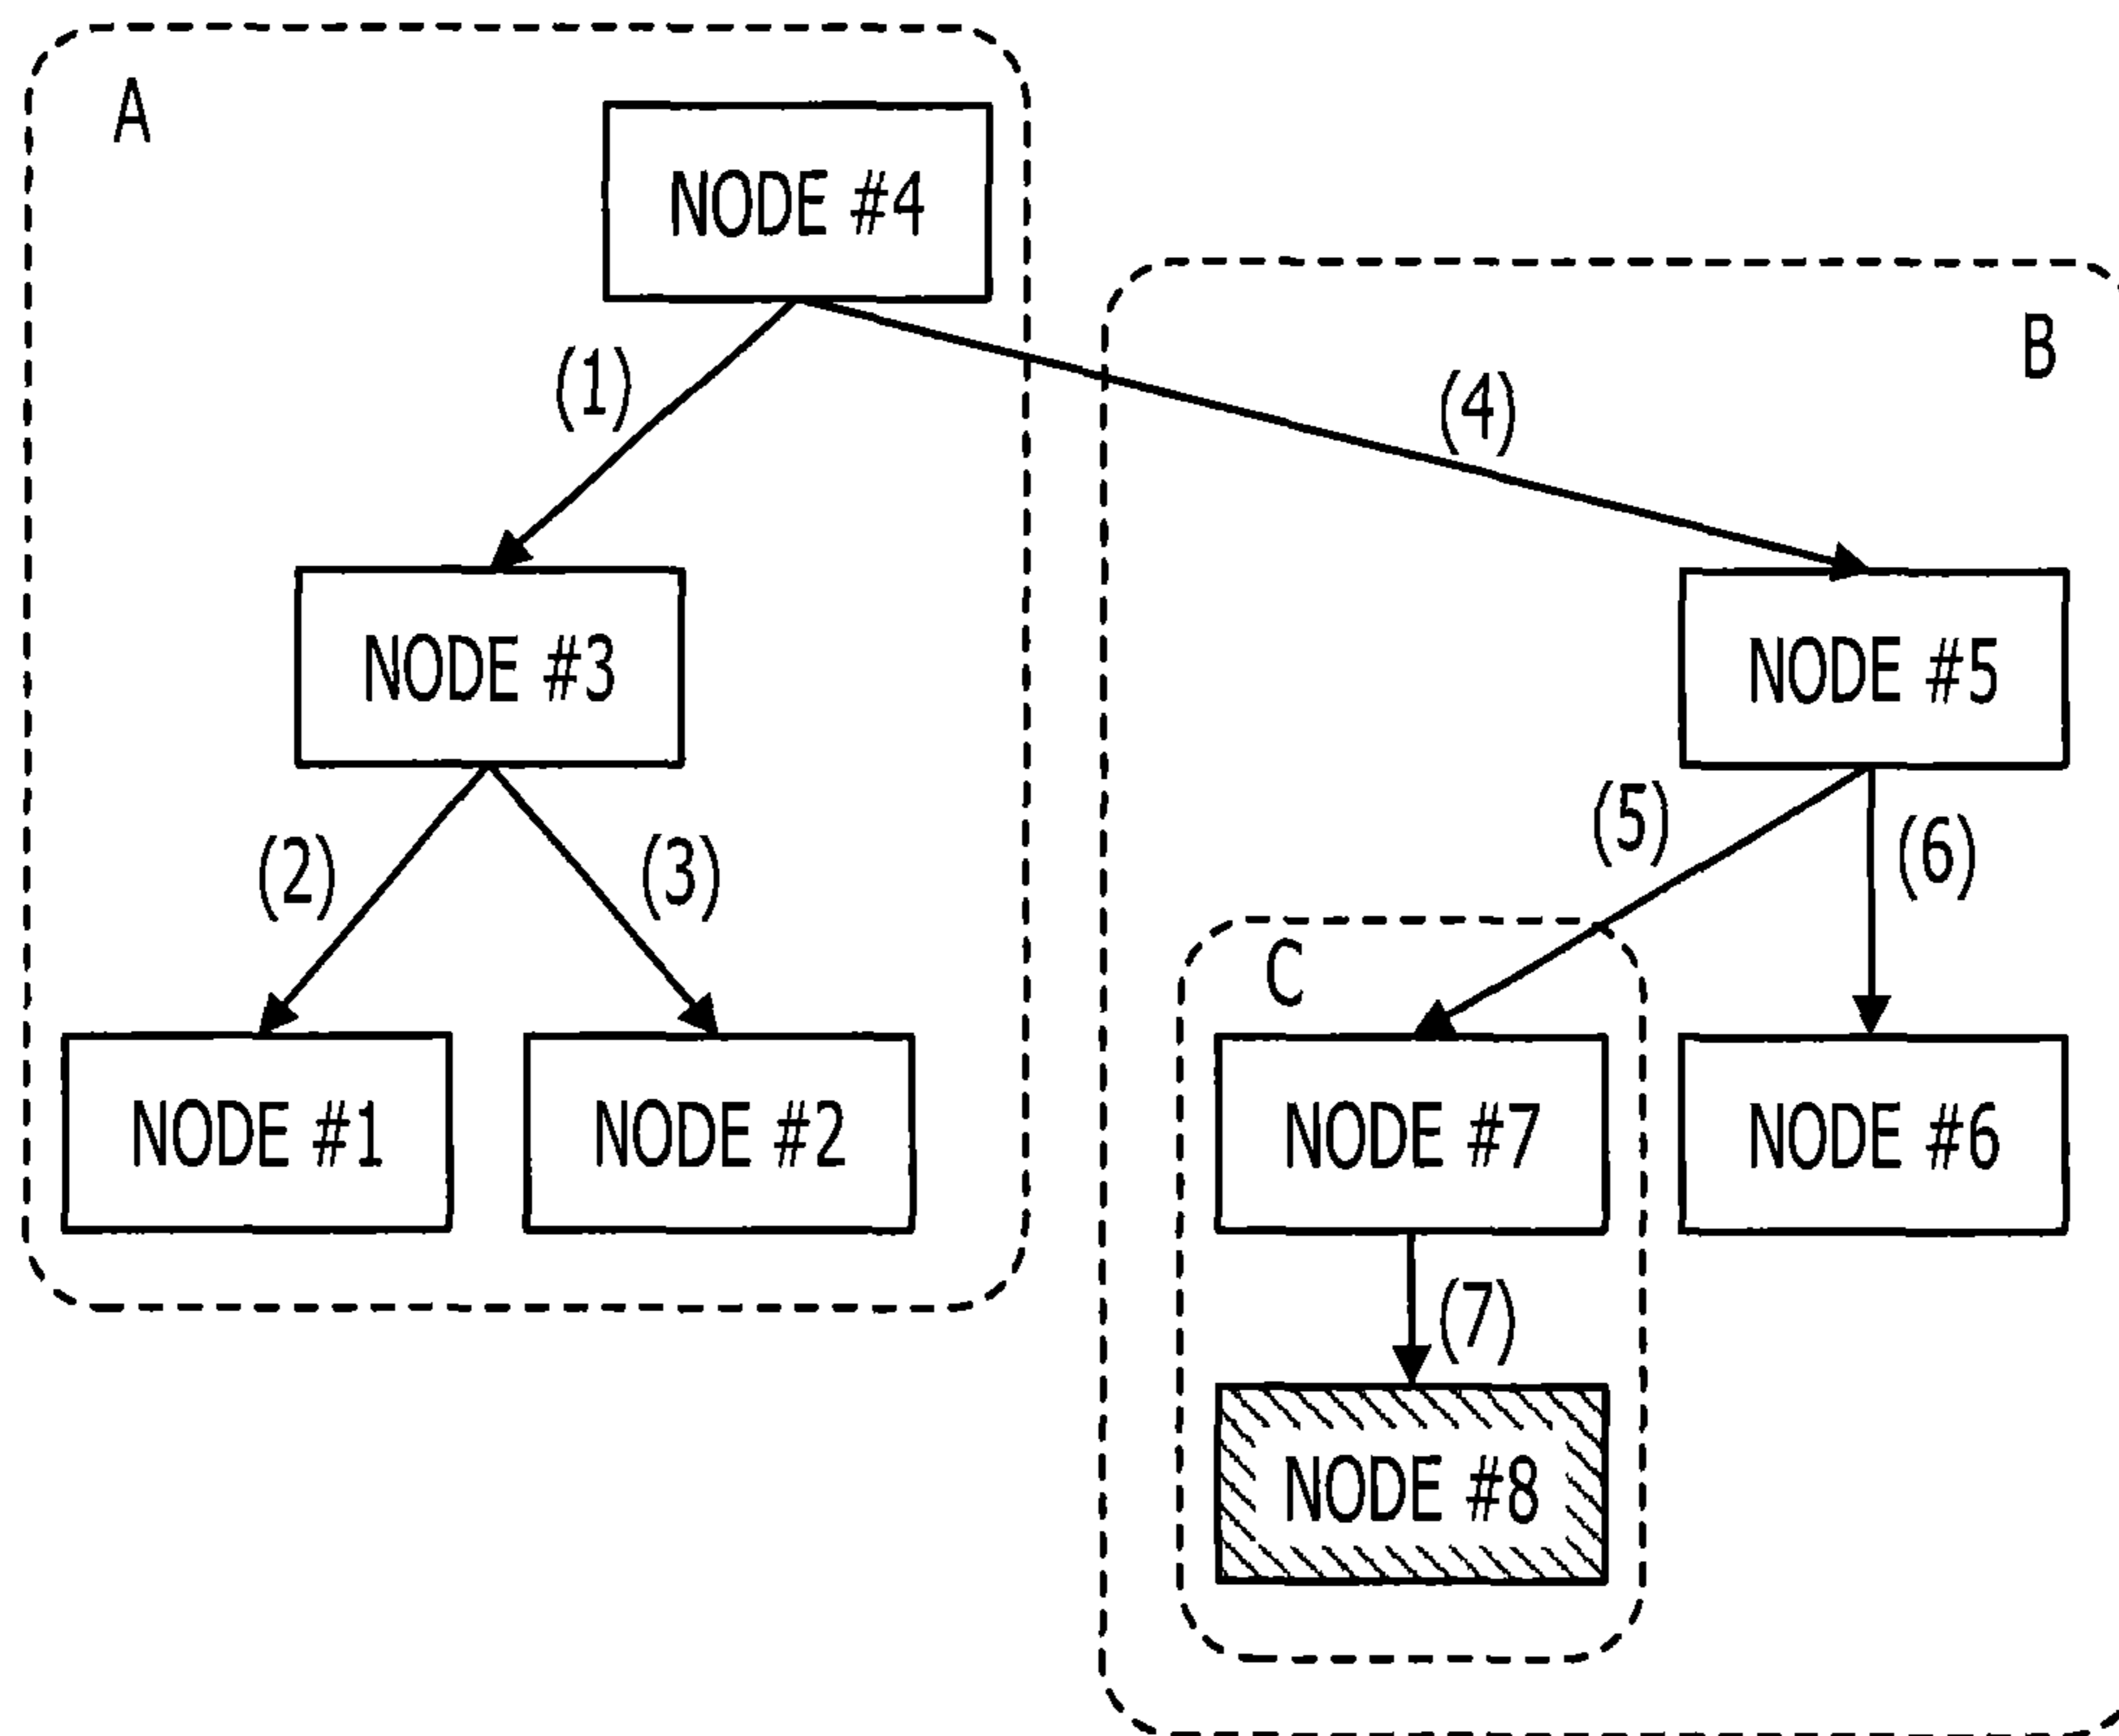 A
NODE #4
B
(1)
(4)
NODE #3
NODE #5
(2)
(3)
(5)
(6)
C
NODE #1
NODE #2
NODE #7
NODE #6
(7)
NODE #8